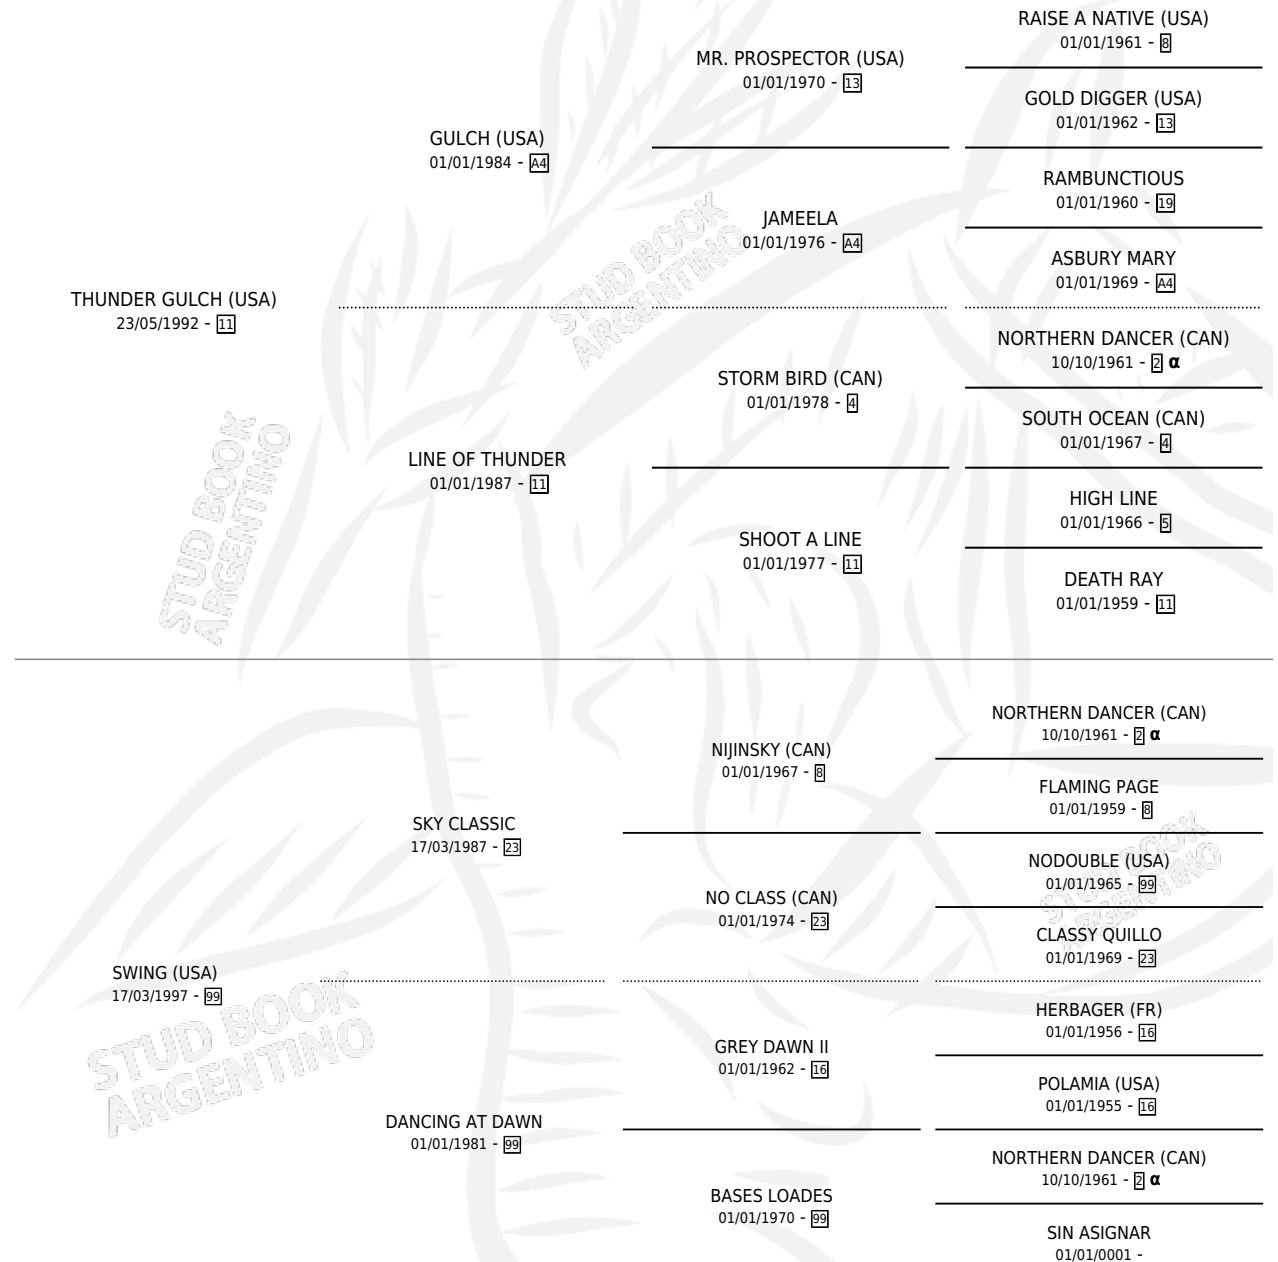 RAISE A NATIVE (USA)
01/01/1961 - 8
MR. PROSPECTOR (USA)
01/01/1970 - 13
GOLD DIGGER (USA)
01/01/1962 - 13
GULCH (USA)
01/01/1984 - A4
RAMBUNCTIOUS
01/01/1960 - 19
JAMEELA
01/01/1976 - A4
ASBURY MARY
01/01/1969 - A4
THUNDER GULCH (USA)
23/05/1992 - 11
NORTHERN DANCER (CAN)
10/10/1961 - 2 α
STORM BIRD (CAN)
01/01/1978 - 4
SOUTH OCEAN (CAN)
01/01/1967 - 4
LINE OF THUNDER
01/01/1987 - 11
HIGH LINE
01/01/1966 - 5
SHOOT A LINE
01/01/1977 - 11
DEATH RAY
01/01/1959 - 11
NORTHERN DANCER (CAN)
10/10/1961 - 2 α
NIJINSKY (CAN)
01/01/1967 - 8
FLAMING PAGE
01/01/1959 - 8
SKY CLASSIC
17/03/1987 - 23
NODOUBLE (USA)
01/01/1965 - 99
NO CLASS (CAN)
01/01/1974 - 23
CLASSY QUILLO
01/01/1969 - 23
SWING (USA)
17/03/1997 - 99
HERBAGER (FR)
01/01/1956 - 16
GREY DAWN II
01/01/1962 - 16
POLAMIA (USA)
01/01/1955 - 16
DANCING AT DAWN
01/01/1981 - 99
NORTHERN DANCER (CAN)
10/10/1961 - 2 α
BASES LOADES
01/01/1970 - 99
SIN ASIGNAR
01/01/0001 -
STUD BOOK
ARGENTINO
STUD BOOK
ARGENTINO
STUD BOOK
ARGENTINO
STUD BOOK
ARGENTINO